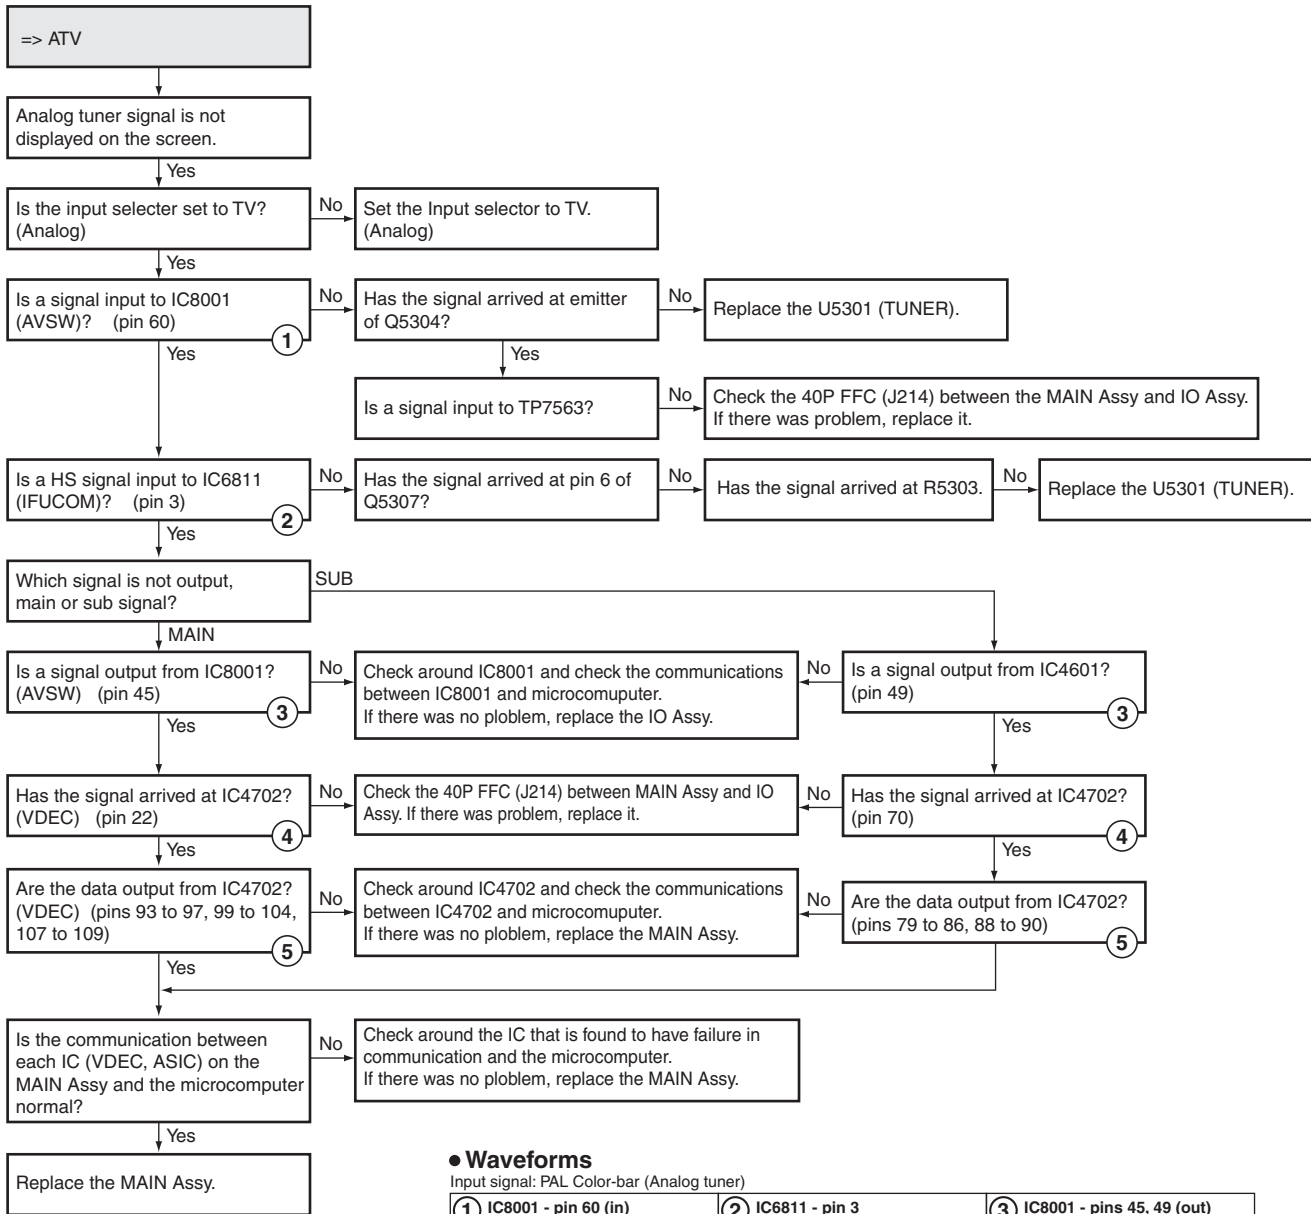 => ATV
Analog tuner signal is not
displayed on the screen.
Yes
Is the input selecter set to TV?
(Analog)
No
Set the Input selector to TV.
(Analog)
Yes
Is a signal input to IC8001
(AVSW)? (pin 60)
1
No
Has the signal arrived at emitter
of Q5304?
No
Replace the U5301 (TUNER).
Yes
Yes
Is a signal input to TP7563?
No
Check the 40P FFC (J214) between the MAIN Assy and IO Assy.
If there was problem, replace it.
Is a HS signal input to IC6811
(IFUCOM)? (pin 3)
2
No
Has the signal arrived at pin 6 of
Q5307?
No
Has the signal arrived at R5303.
No
Replace the U5301 (TUNER).
Yes
Which signal is not output,
main or sub signal?
SUB
MAIN
Is a signal output from IC8001?
(AVSW) (pin 45)
3
No
Check around IC8001 and check the communications
between IC8001 and microcomuputer.
If there was no ploblem, replace the IO Assy.
No
Is a signal output from IC4601?
(pin 49)
3
Yes
Yes
Has the signal arrived at IC4702?
(VDEC) (pin 22)
4
No
Check the 40P FFC (J214) between MAIN Assy and IO
Assy. If there was problem, replace it.
No
Has the signal arrived at IC4702?
(pin 70)
4
Yes
Yes
Are the data output from IC4702?
(VDEC) (pins 93 to 97, 99 to 104,
107 to 109)
5
No
Check around IC4702 and check the communications
between IC4702 and microcomuputer.
If there was no ploblem, replace the MAIN Assy.
No
Are the data output from IC4702?
(pins 79 to 86, 88 to 90)
5
Yes
Is the communication between
each IC (VDEC, ASIC) on the
MAIN Assy and the microcomputer
normal?
No
Check around the IC that is found to have failure in
communication and the microcomputer.
If there was no ploblem, replace the MAIN Assy.
Yes
Replace the MAIN Assy.
● Waveforms
Input signal: PAL Color-bar (Analog tuner)
1 IC8001 - pin 60 (in)
2 IC6811 - pin 3
3 IC8001 - pins 45, 49 (out)